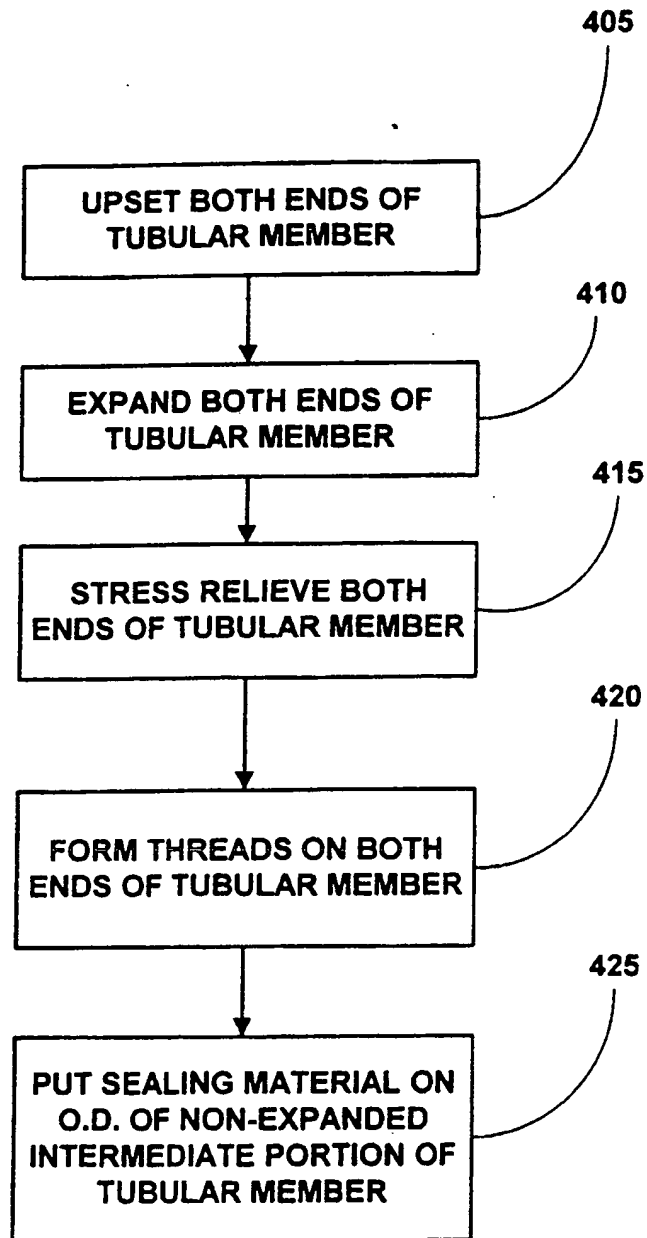 405
UPSET BOTH ENDS OF
TUBULAR MEMBER
410
EXPAND BOTH ENDS OF
TUBULAR MEMBER
415
STRESS RELIEVE BOTH
ENDS OF TUBULAR MEMBER
420
FORM THREADS ON BOTH
ENDS OF TUBULAR MEMBER
425
PUT SEALING MATERIAL ON
O.D. OF NON-EXPANDED
INTERMEDIATE PORTION OF
TUBULAR MEMBER